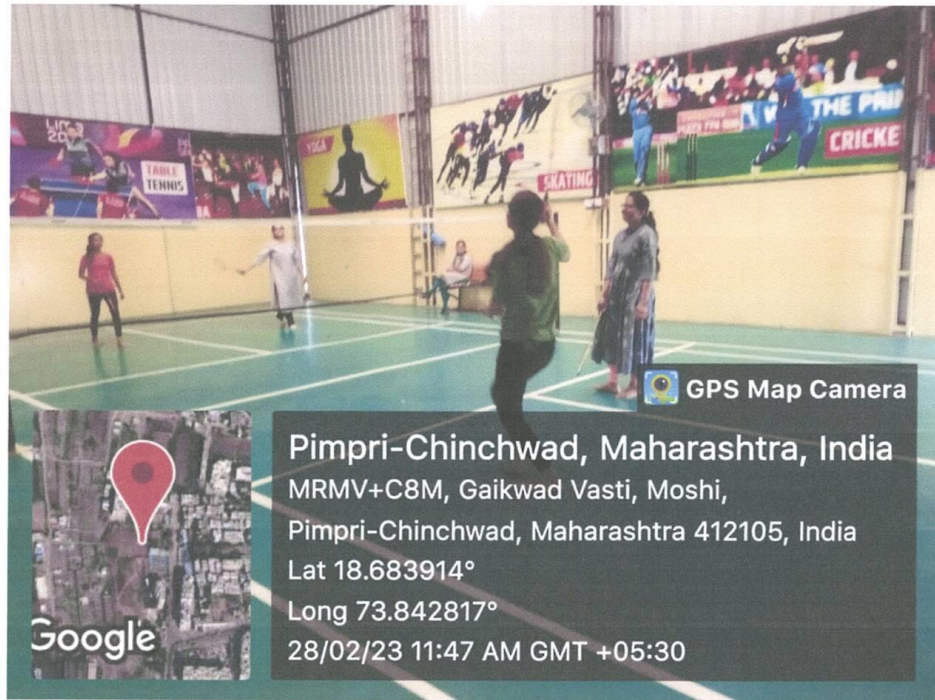 TABLE
TENNIS
YOGA
SKATING
THE PRI
CRICKE
GPS Map Camera
Pimpri-Chinchwad, Maharashtra, India
MRMV+C8M, Gaikwad Vasti, Moshi,
Pimpri-Chinchwad, Maharashtra 412105, India
Lat 18.683914°
Long 73.842817°
28/02/23 11:47 AM GMT +05:30
Google